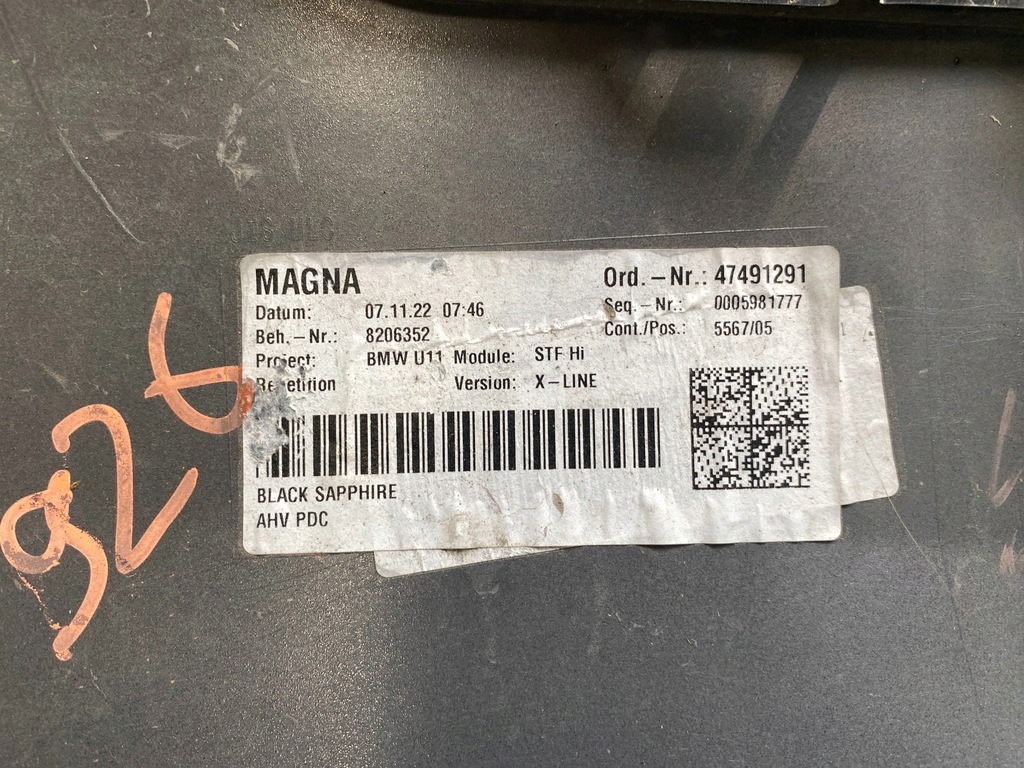 MAGNA
Ord.–Nr.: 47491291
Datum: 07.11.22 07:46
Seq.–Nr.: 0005981777
Beh.–Nr.: 8206352
Cont./Pos.: 5567/05
Project: BMW U11 Module: STF Hi
Repetition Version: X–LINE
BLACK SAPPHIRE
AHV PDC
926